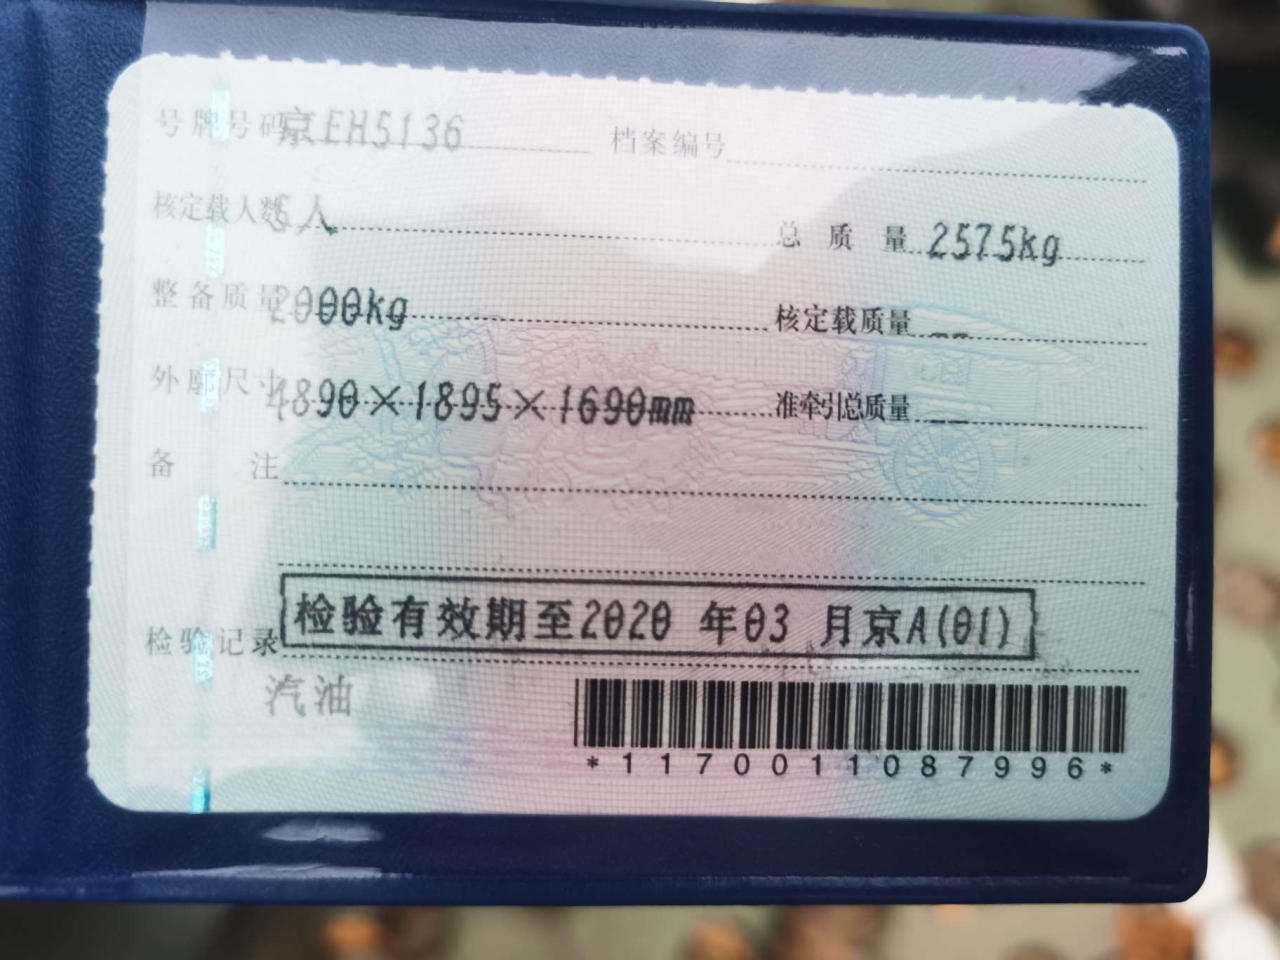 号牌号码 京EH5136 档案编号
核定载人数 5人 总质量 2575kg
整备质量 2000kg 核定载质量 --
外廓尺寸 4890×1895×1690mm 准牵引总质量 --
备注
检验记录 检验有效期至2020年03月京A(01)
汽油
*1170011087996*